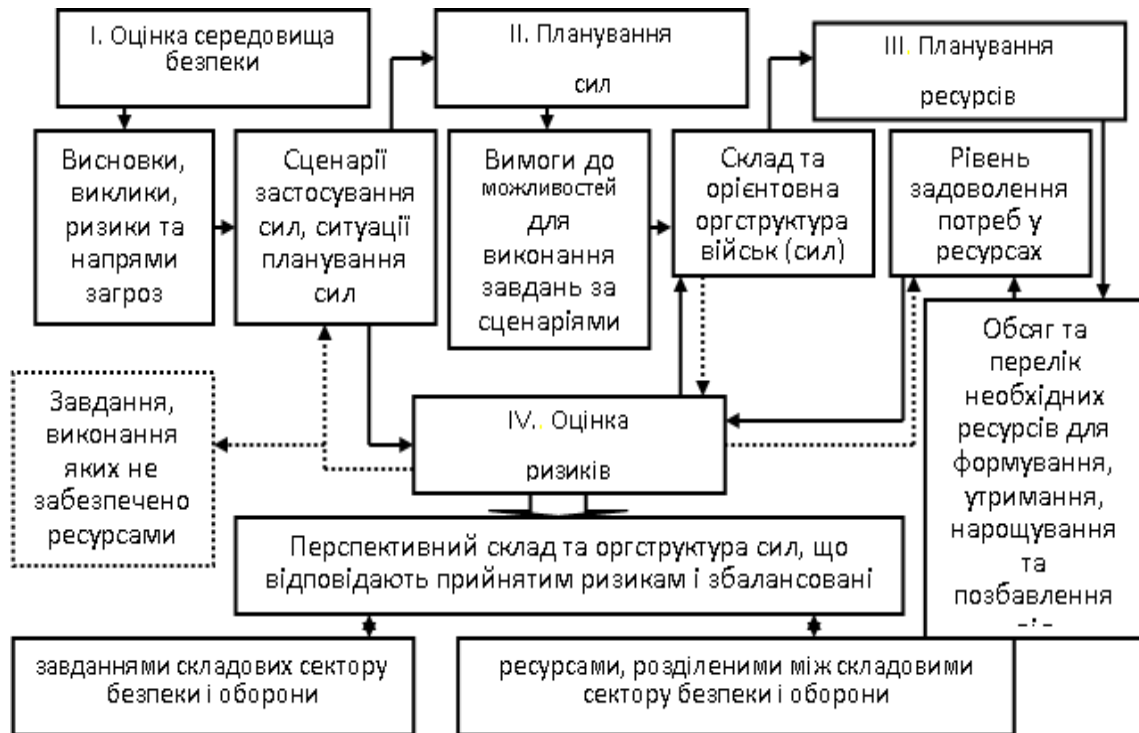 I. Оцінка середовища
безпеки
II. Планування
сил
III. Планування
ресурсів
Висновки,
виклики,
ризики та
напрями
загроз
Сценарії
застосування
сил, ситуації
планування
сил
Вимоги до
можливостей
для
виконання
завдань за
сценаріями
Склад та
орієнтовна
оргструктура
військ (сил)
Рівень
задоволення
потреб у
ресурсах
Обсяг та
перелік
необхідних
ресурсів для
формування,
утримання,
нарощування
та
позбавлення
Завдання,
виконання
яких не
забезпечено
ресурсами
IV. Оцінка
ризиків
Перспективний склад та оргструктура сил, що
відповідають прийнятим ризикам і збалансовані
завданнями складових сектору
безпеки і оборони
ресурсами, розділеними між складовими
сектору безпеки і оборони